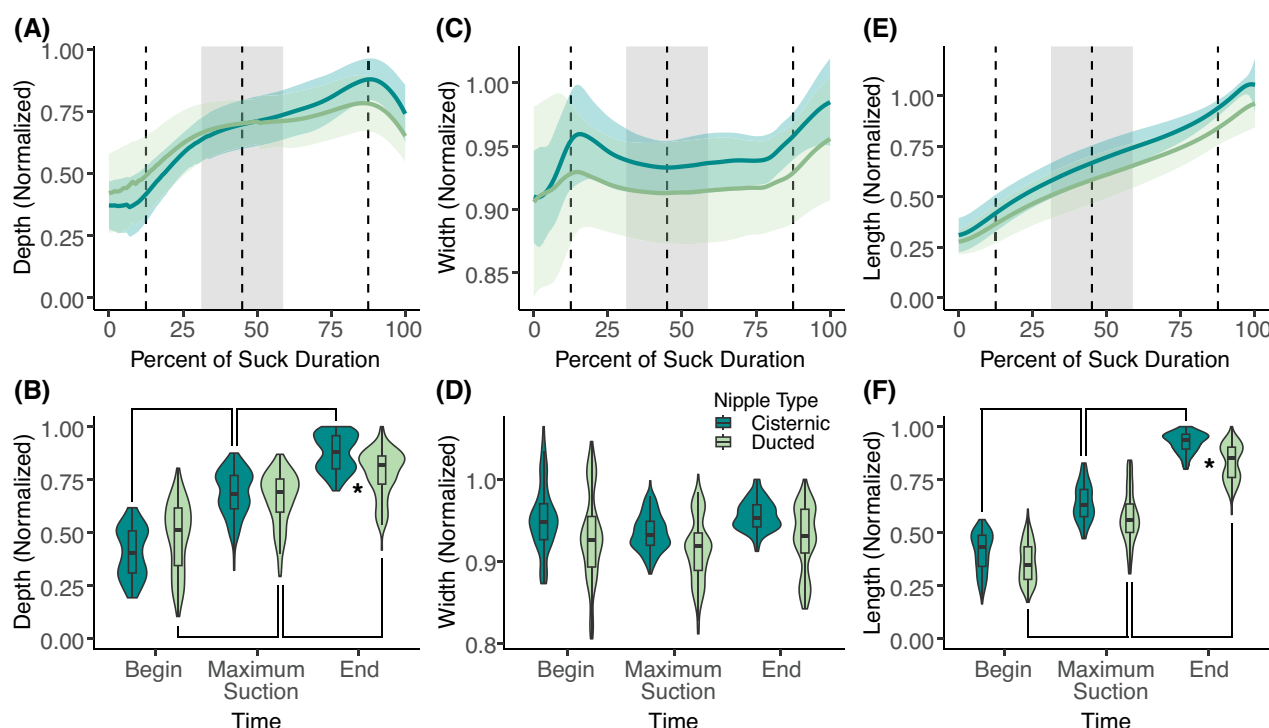 (A)
Depth (Normalized)
1.00
0.75
0.50
0.25
0.00
0 25 50 75 100
Percent of Suck Duration
(C)
Width (Normalized)
1.00
0.95
0.90
0.85
0 25 50 75 100
Percent of Suck Duration
(E)
Length (Normalized)
1.00
0.75
0.50
0.25
0.00
0 25 50 75 100
Percent of Suck Duration
(B)
Depth (Normalized)
1.00
0.75
0.50
0.25
0.00
*
Begin Maximum End
Suction
Time
(D)
Width (Normalized)
1.0
0.9
0.8
Nipple Type
Cisternic
Ducted
Begin Maximum End
Suction
Time
(F)
Length (Normalized)
1.00
0.75
0.50
0.25
0.00
*
Begin Maximum End
Suction
Time